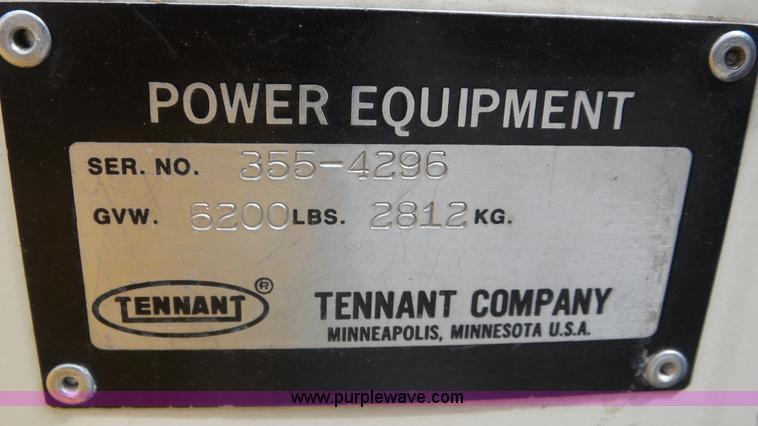 POWER EQUIPMENT
SER. NO. 355-4296
GVW. 6200 LBS. 2812 KG.
TENNANT ®
TENNANT COMPANY
MINNEAPOLIS, MINNESOTA U.S.A.
www.purplewave.com